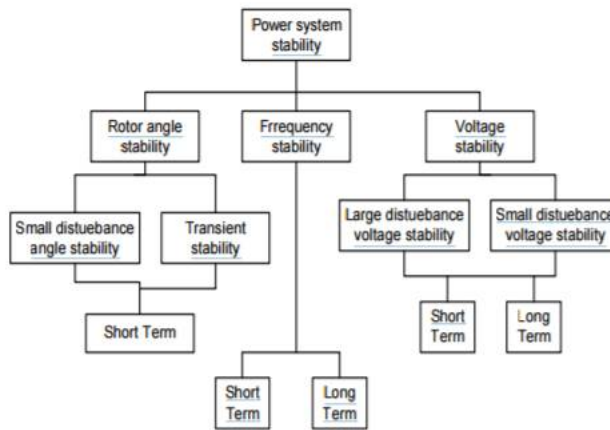 Power system
stability
Rotor angle
stability
Frrequency
stability
Voltage
stability
Small distuebance
angle stability
Transient
stability
Large distuebance
voltage stability
Small distuebance
voltage stability
Short Term
Short
Term
Long
Term
Short
Term
Long
Term